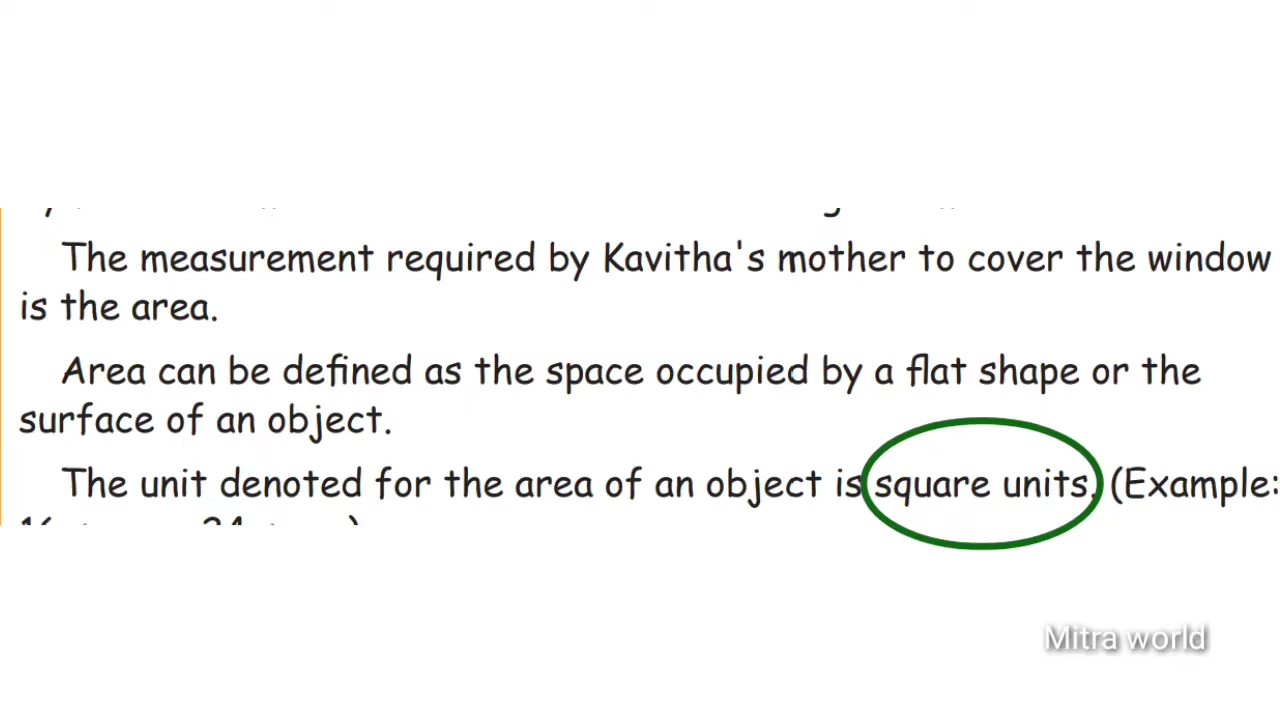 The measurement required by Kavitha's mother to cover the window
is the area.
Area can be defined as the space occupied by a flat shape or the
surface of an object.
The unit denoted for the area of an object is square units. (Example:
Mitra world